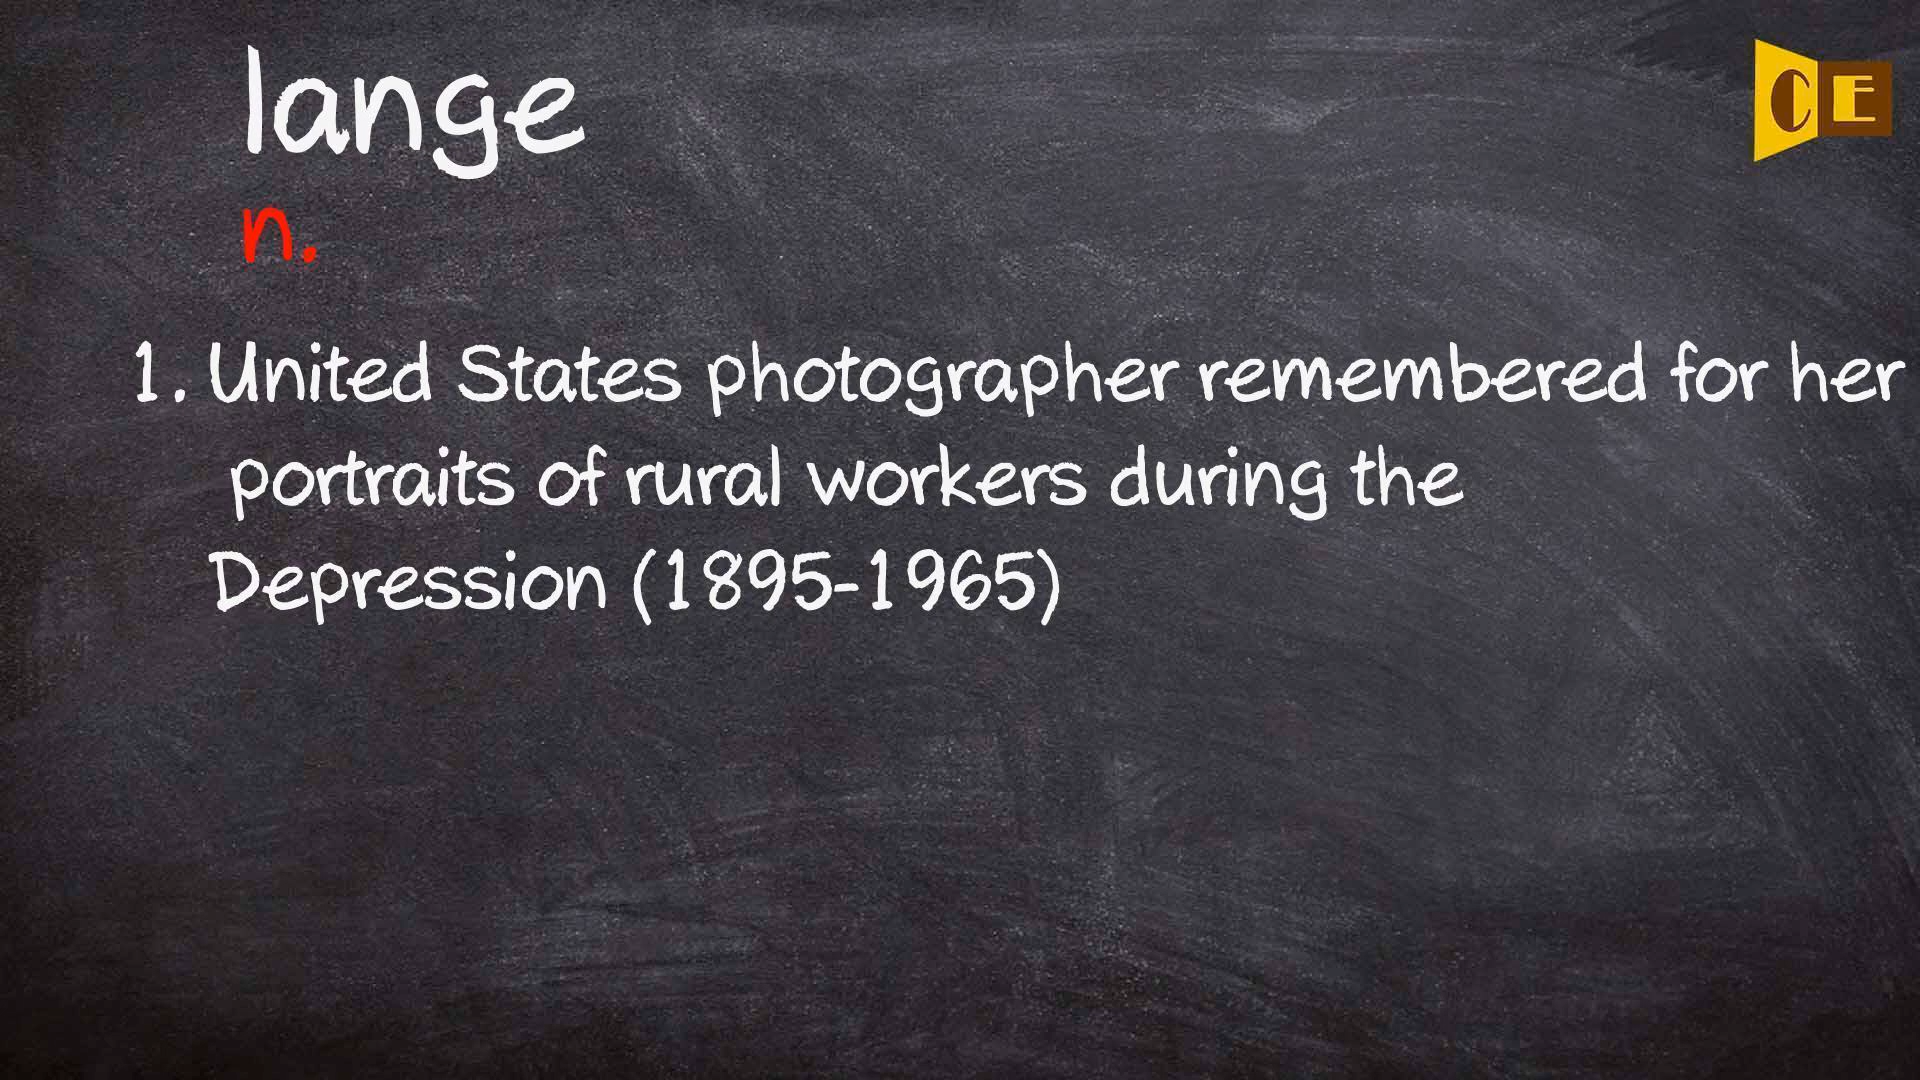 lange
CE
n.
1. United States photographer remembered for her
portraits of rural workers during the
Depression (1895-1965)